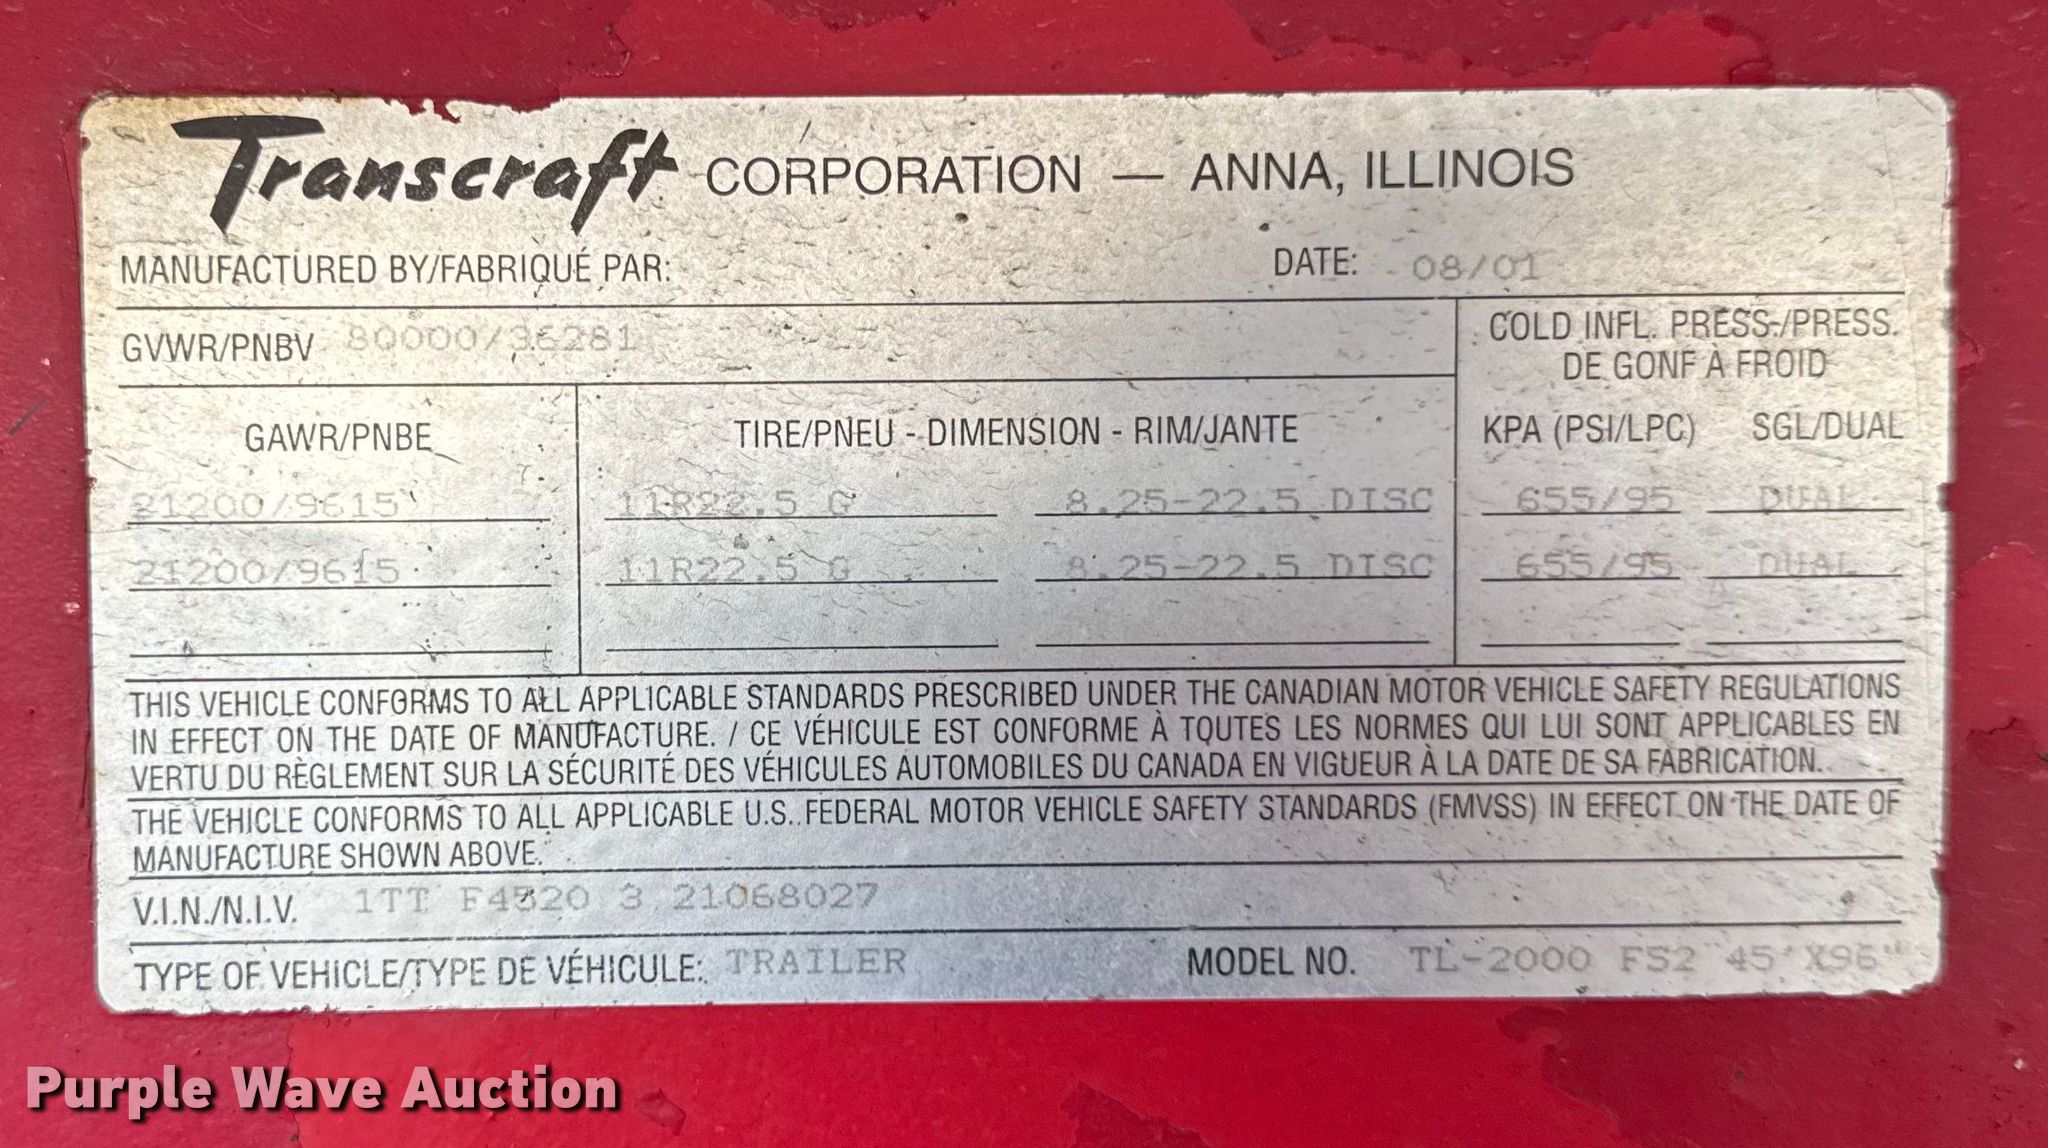 Transcraft CORPORATION — ANNA, ILLINOIS
MANUFACTURED BY/FABRIQUÉ PAR: DATE: 08/01
GVWR/PNBV 80000/36281
COLD INFL. PRESS./PRESS.
DE GONF À FROID
GAWR/PNBE TIRE/PNEU - DIMENSION - RIM/JANTE KPA (PSI/LPC) SGL/DUAL
21200/9615 11R22.5 G 8.25-22.5 DISC 655/95 DUAL
21200/9615 11R22.5 G 8.25-22.5 DISC 655/95 DUAL
THIS VEHICLE CONFORMS TO ALL APPLICABLE STANDARDS PRESCRIBED UNDER THE CANADIAN MOTOR VEHICLE SAFETY REGULATIONS
IN EFFECT ON THE DATE OF MANUFACTURE. / CE VÉHICULE EST CONFORME À TOUTES LES NORMES QUI LUI SONT APPLICABLES EN
VERTU DU RÈGLEMENT SUR LA SÉCURITÉ DES VÉHICULES AUTOMOBILES DU CANADA EN VIGUEUR À LA DATE DE SA FABRICATION.
THE VEHICLE CONFORMS TO ALL APPLICABLE U.S. FEDERAL MOTOR VEHICLE SAFETY STANDARDS (FMVSS) IN EFFECT ON THE DATE OF
MANUFACTURE SHOWN ABOVE.
V.I.N./N.I.V. 1TT F4520 3 21068027
TYPE OF VEHICLE/TYPE DE VÉHICULE: TRAILER MODEL NO. TL-2000 FS2 45'X96"
Purple Wave Auction